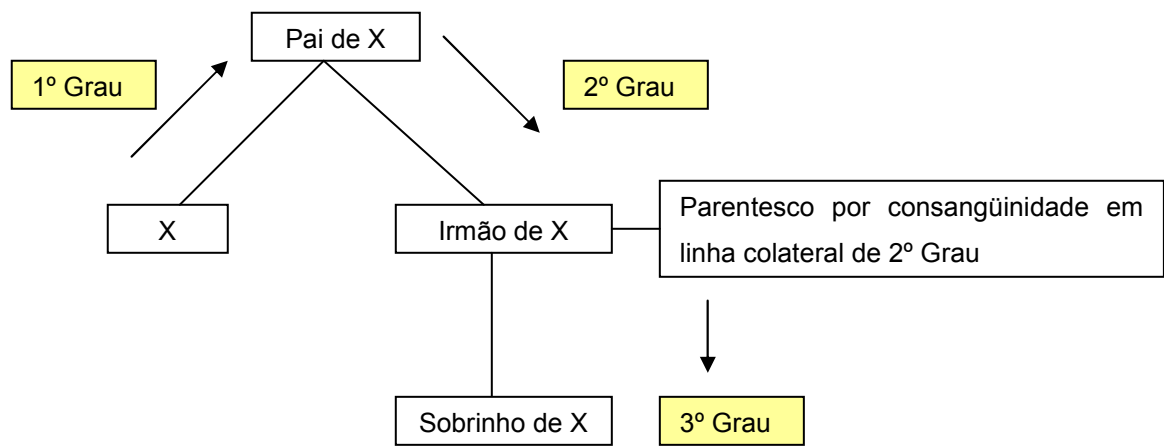 Pai de X
1º Grau
2º Grau
X
Irmão de X
Parentesco por consangüinidade em
linha colateral de 2º Grau
Sobrinho de X
3º Grau